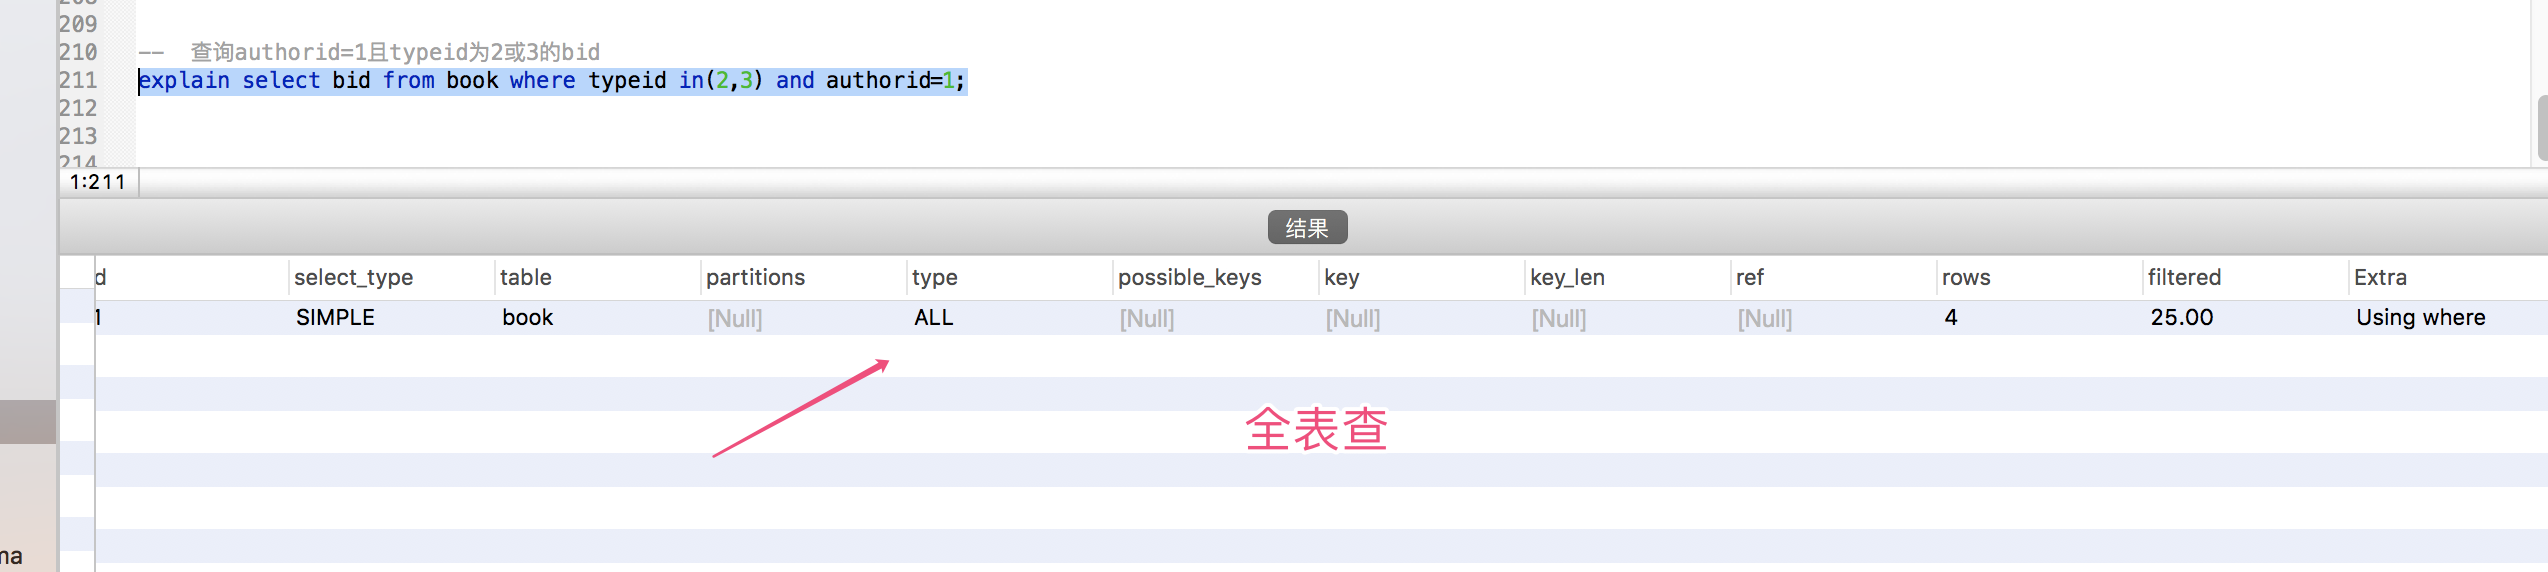 209
210 --  查询authorid=1且typeid为2或3的bid
211 explain select bid from book where typeid in(2,3) and authorid=1;
212
213
214
1:211
结果
d select_type table partitions type possible_keys key key_len ref rows filtered Extra
1 SIMPLE book [Null] ALL [Null] [Null] [Null] [Null] 4 25.00 Using where
全表查
ma